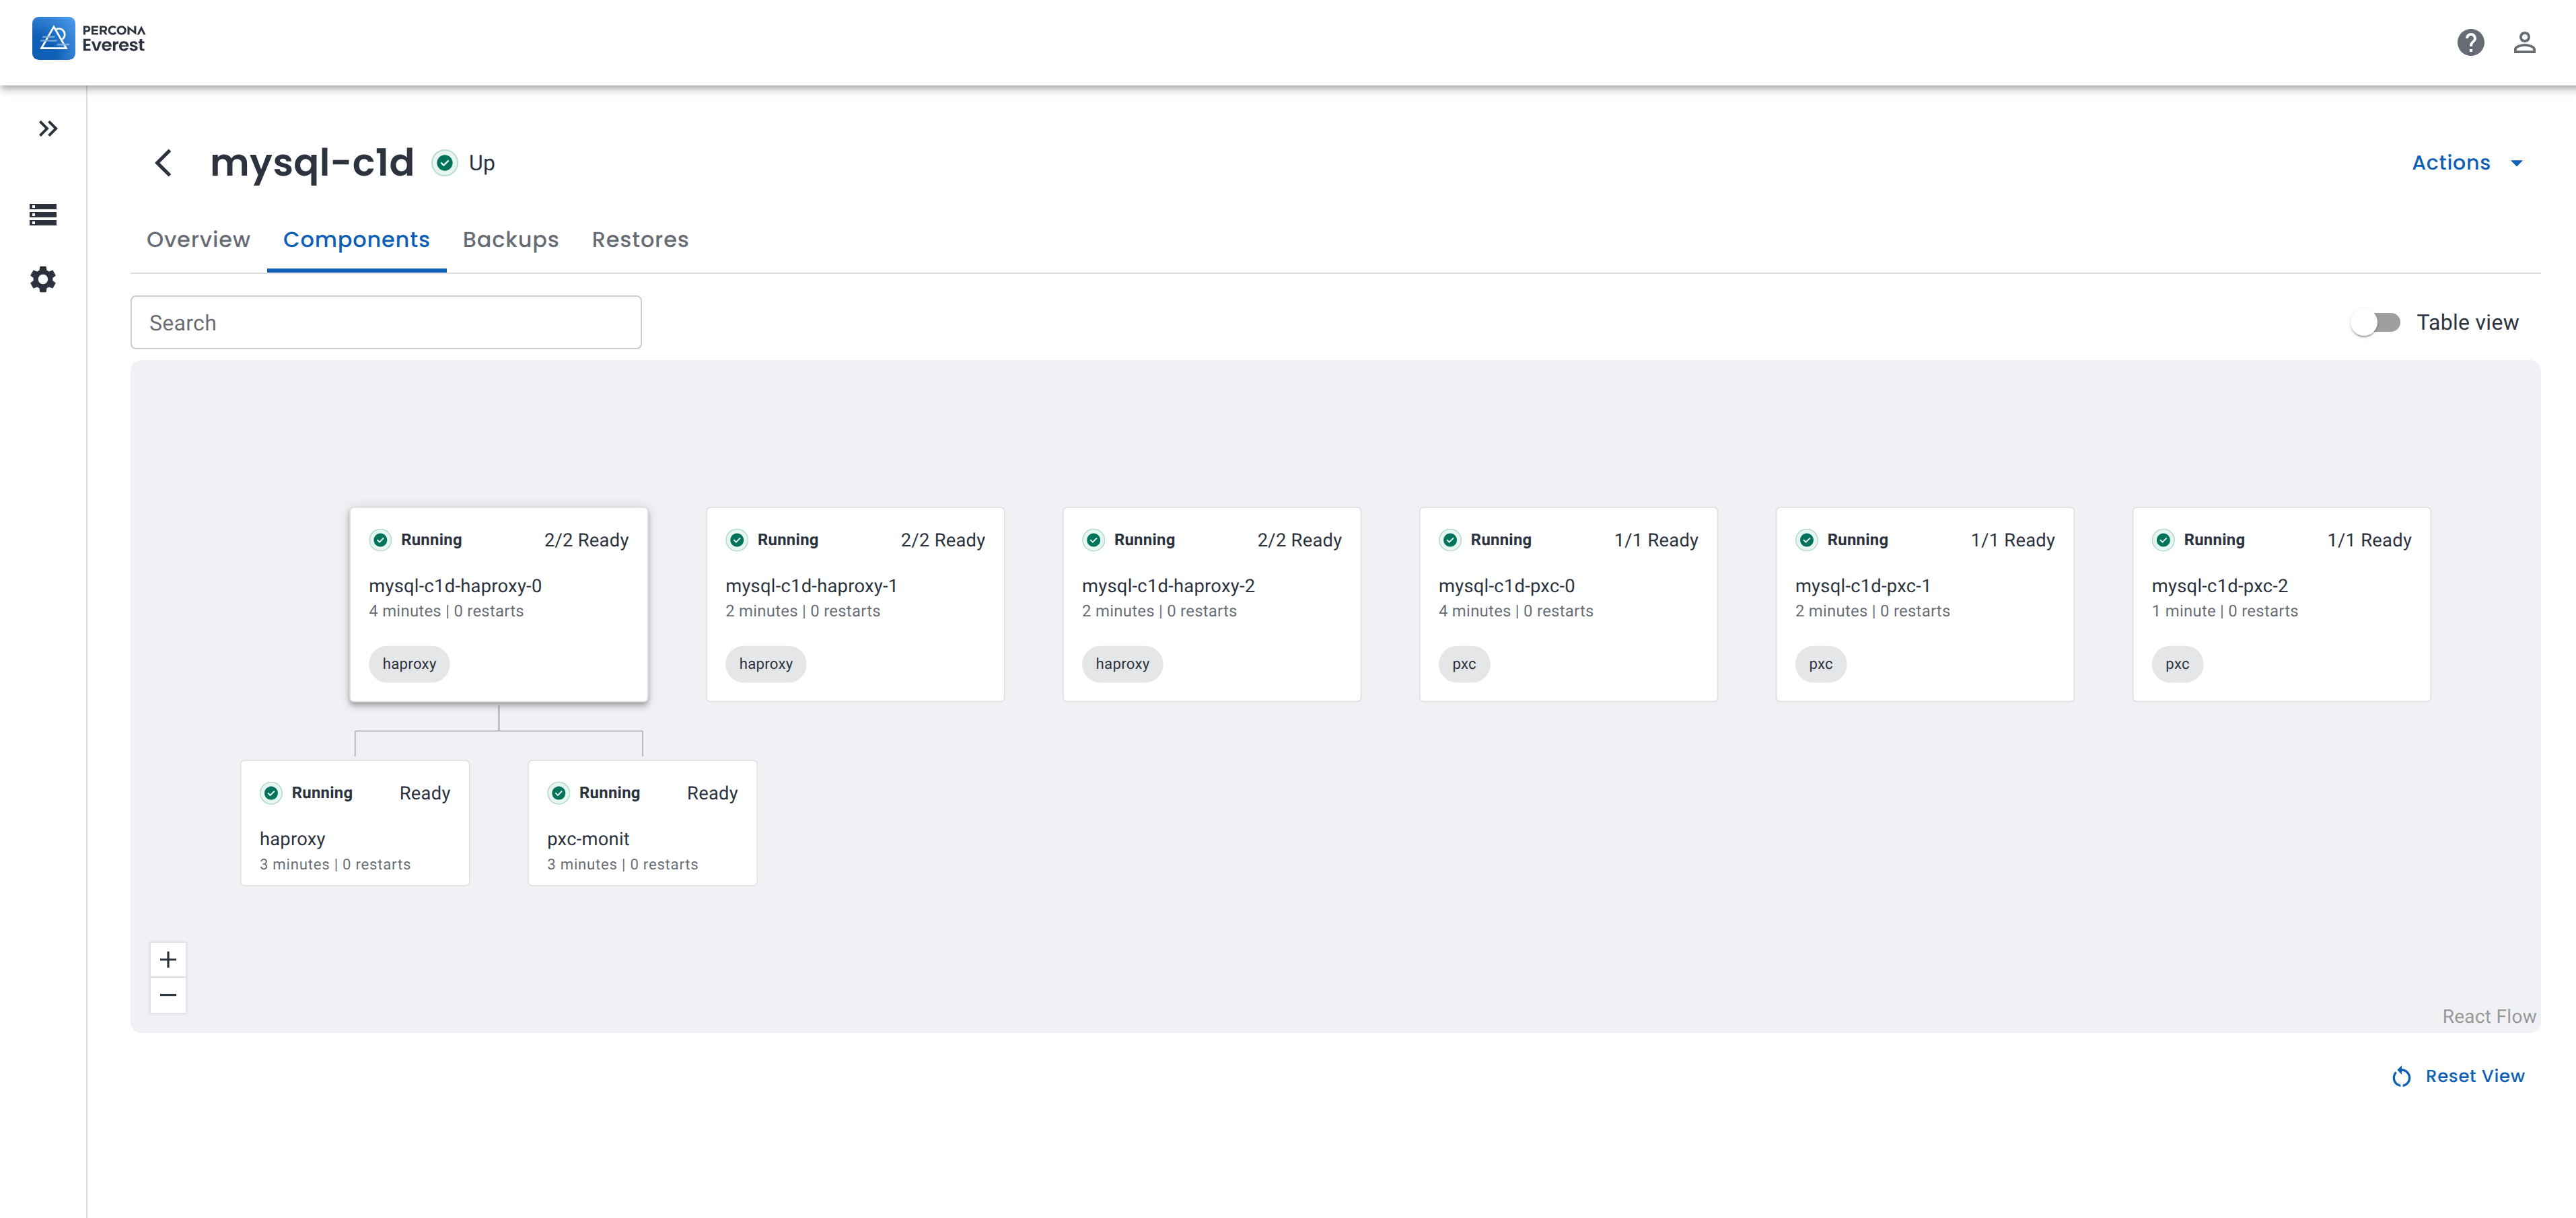 PERCONA
Everest
mysql-c1d
Up
Actions
Overview
Components
Backups
Restores
Search
Table view
Running
2/2 Ready
mysql-c1d-haproxy-0
4 minutes | 0 restarts
haproxy
Running
2/2 Ready
mysql-c1d-haproxy-1
2 minutes | 0 restarts
haproxy
Running
2/2 Ready
mysql-c1d-haproxy-2
2 minutes | 0 restarts
haproxy
Running
1/1 Ready
mysql-c1d-pxc-0
4 minutes | 0 restarts
pxc
Running
1/1 Ready
mysql-c1d-pxc-1
2 minutes | 0 restarts
pxc
Running
1/1 Ready
mysql-c1d-pxc-2
1 minute | 0 restarts
pxc
Running
Ready
haproxy
3 minutes | 0 restarts
Running
Ready
pxc-monit
3 minutes | 0 restarts
React Flow
Reset View